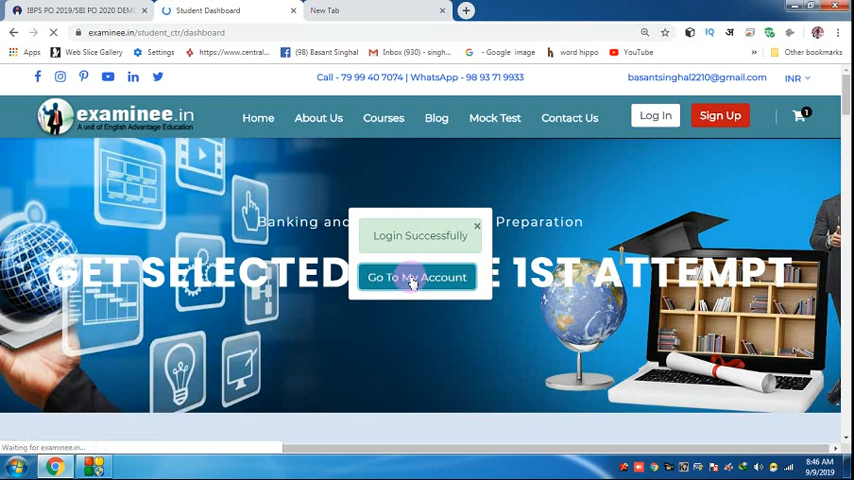 IBPS PO 2019/SBI PO 2020 DEMO
Student Dashboard
New Tab
examinee.in/student_ctr/dashboard
Apps
Web Slice Gallery
Settings
https://www.central...
(98) Basant Singhal
Inbox (930) - singh...
- Google image
word hippo
YouTube
»
Other bookmarks
Call - 79 99 40 7074 | WhatsApp - 98 93 71 9933
basantsinghal2210@gmail.com
INR
examinee.in
A unit of English Advantage Education
Home
About Us
Courses
Blog
Mock Test
Contact Us
Log In
Sign Up
1
Banking and
Preparation
Login Successfully
×
Go To My Account
GET SELECTED
E 1ST ATTEMPT
Waiting for examinee.in...
8:46 AM
9/9/2019